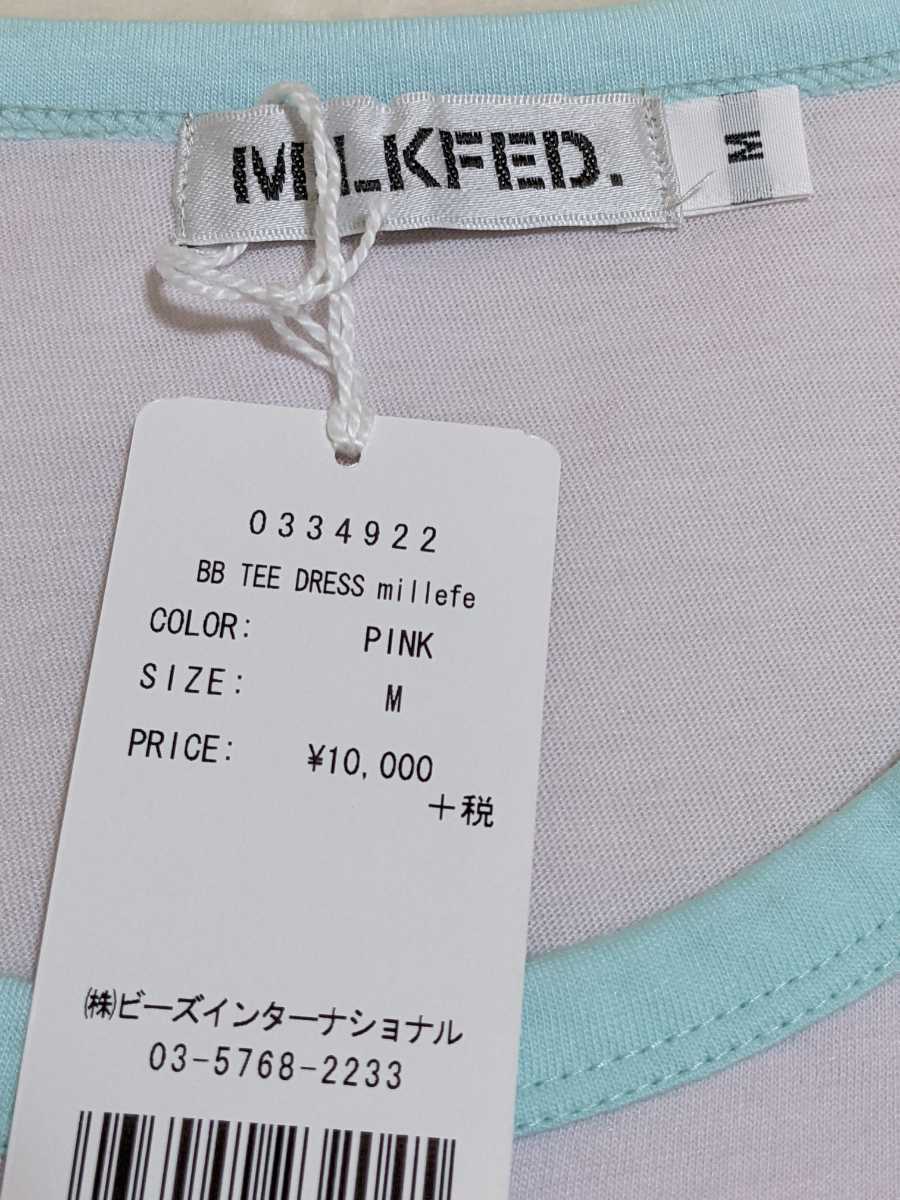 MILKFED.
M
0334922
BB TEE DRESS millefe
COLOR: PINK
SIZE: M
PRICE: ¥10,000
+税
㈱ビーズインターナショナル
03-5768-2233